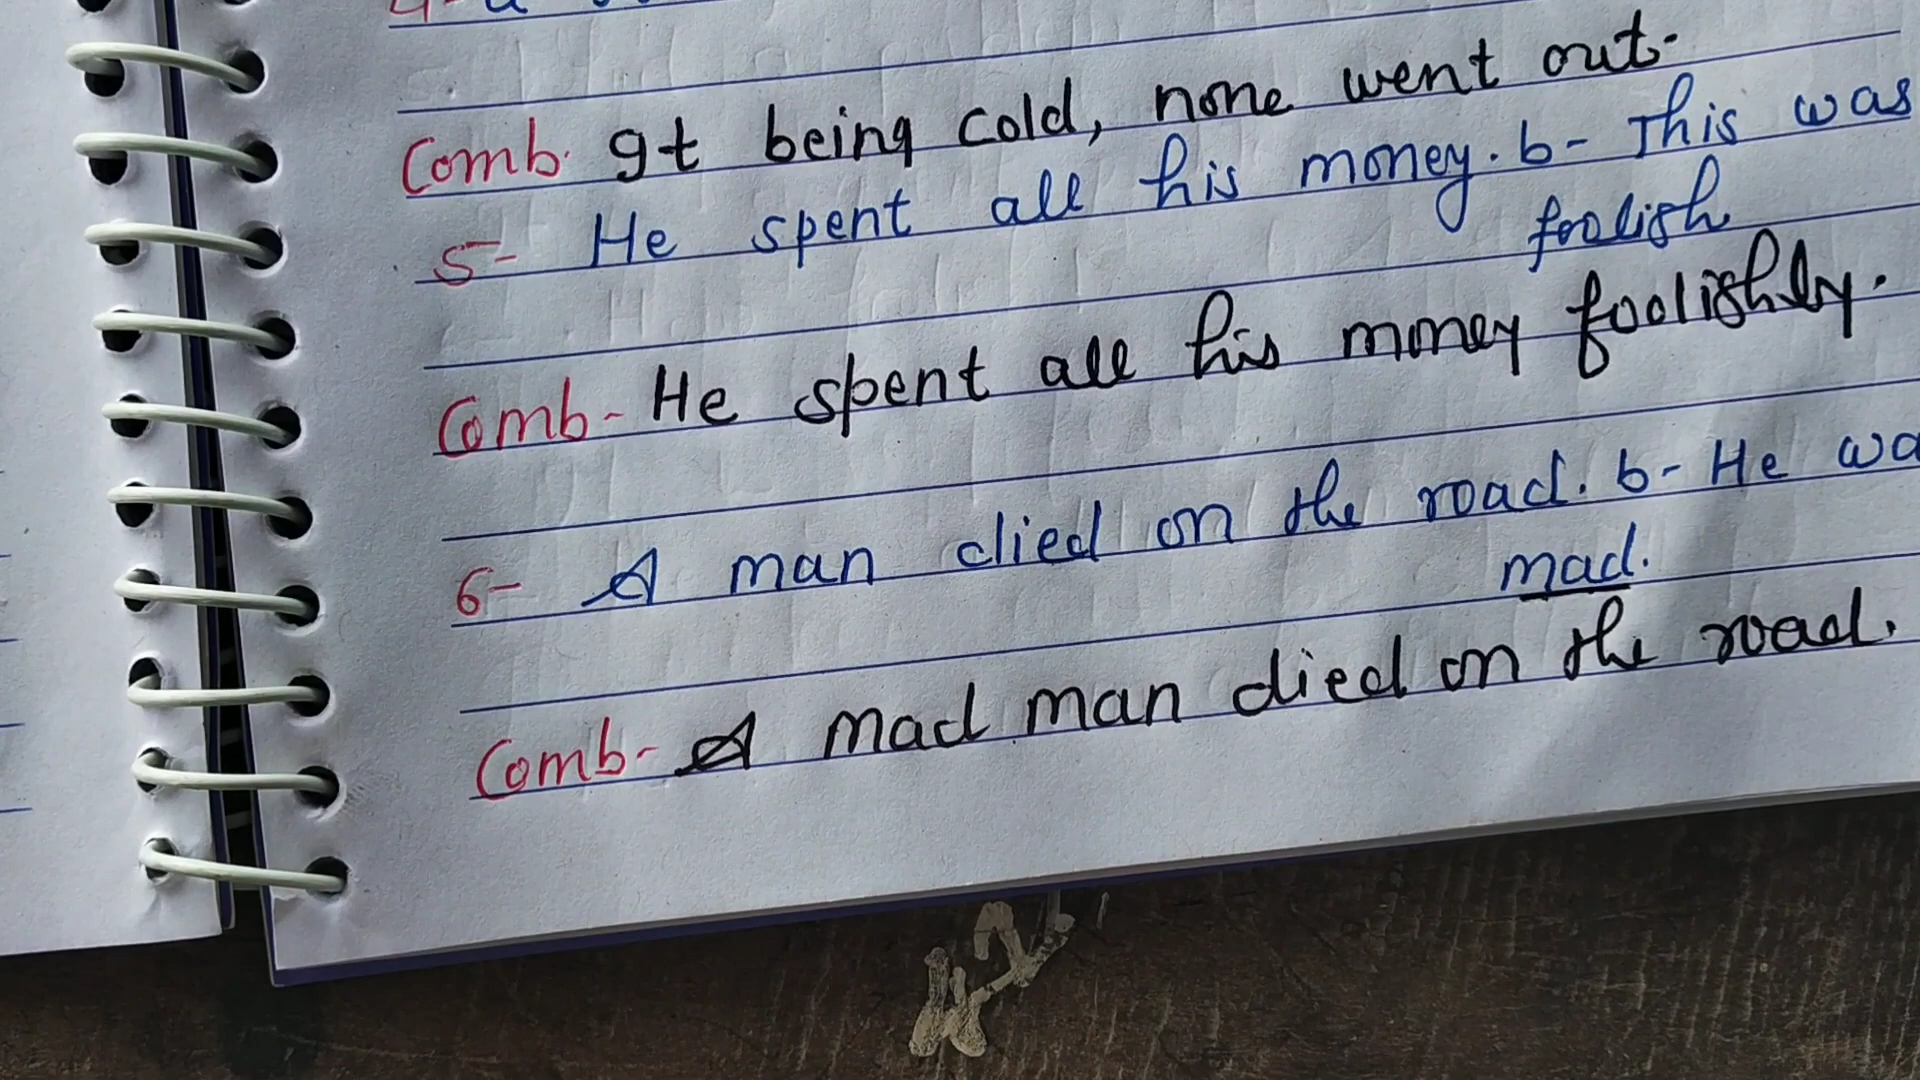 Comb. It being cold, none went out.
5- He spent all his money. b- This was
foolish
Comb- He spent all his money foolishly.
6- A man died on the road. b- He wa
mad.
Comb- A mad man died on the road.